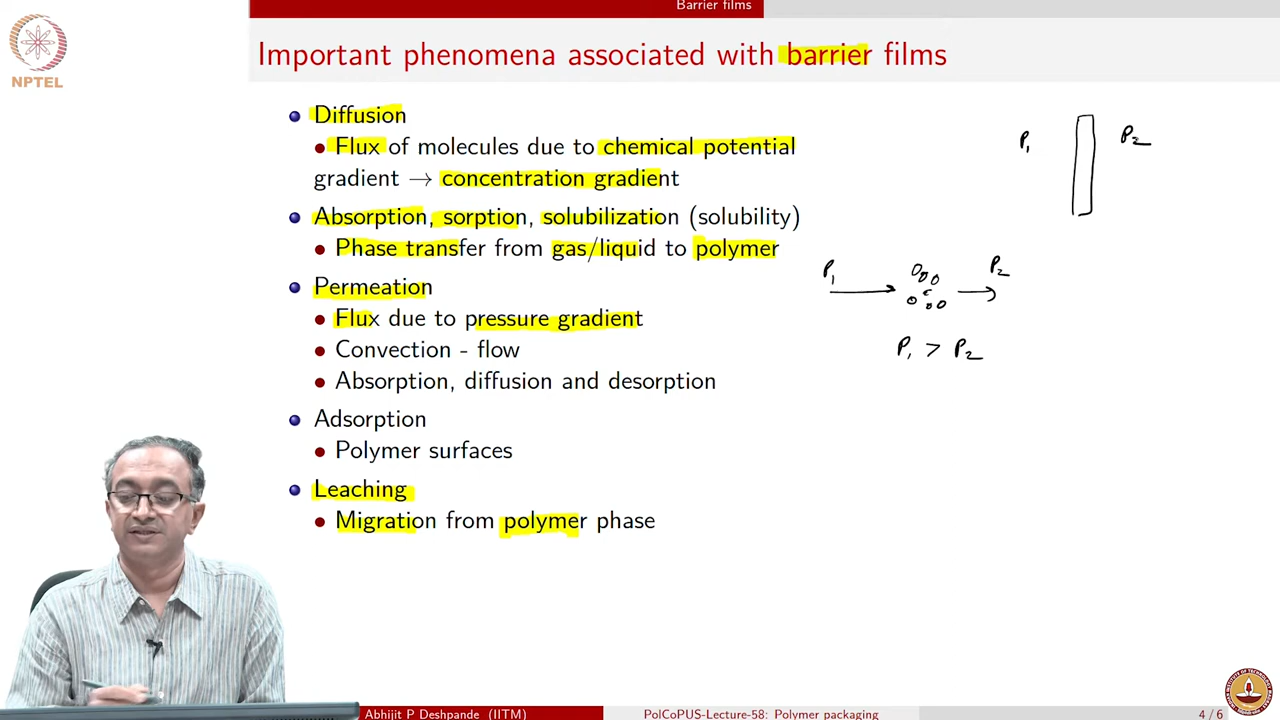 Barrier films
NPTEL
Important phenomena associated with barrier films
Diffusion
Flux of molecules due to chemical potential
gradient → concentration gradient
Absorption, sorption, solubilization (solubility)
Phase transfer from gas/liquid to polymer
Permeation
Flux due to pressure gradient
Convection - flow
Absorption, diffusion and desorption
Adsorption
Polymer surfaces
Leaching
Migration from polymer phase
P1 P2
P1 P2
P1 > P2
Abhijit P Deshpande (IITM) PolCoPUS-Lecture-58: Polymer packaging 4 / 6